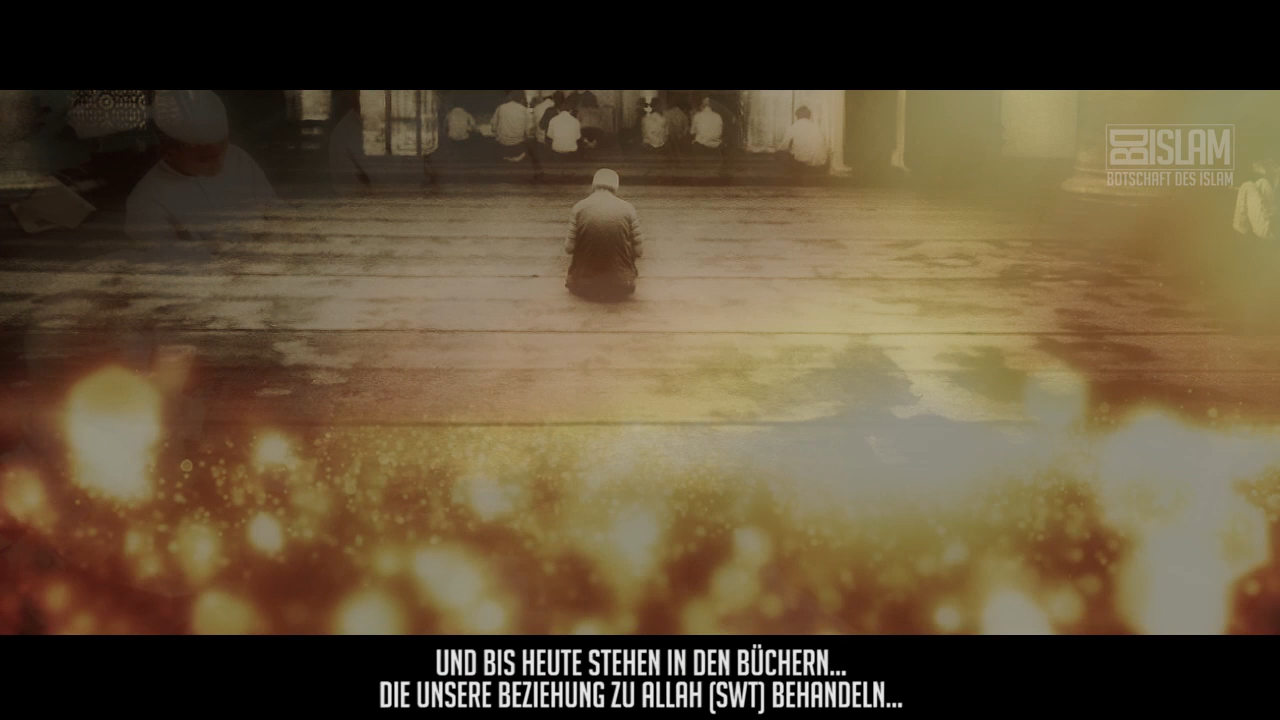 BDISLAM
BOTSCHAFT DES ISLAM
UND BIS HEUTE STEHEN IN DEN BÜCHERN...
DIE UNSERE BEZIEHUNG ZU ALLAH (SWT) BEHANDELN...